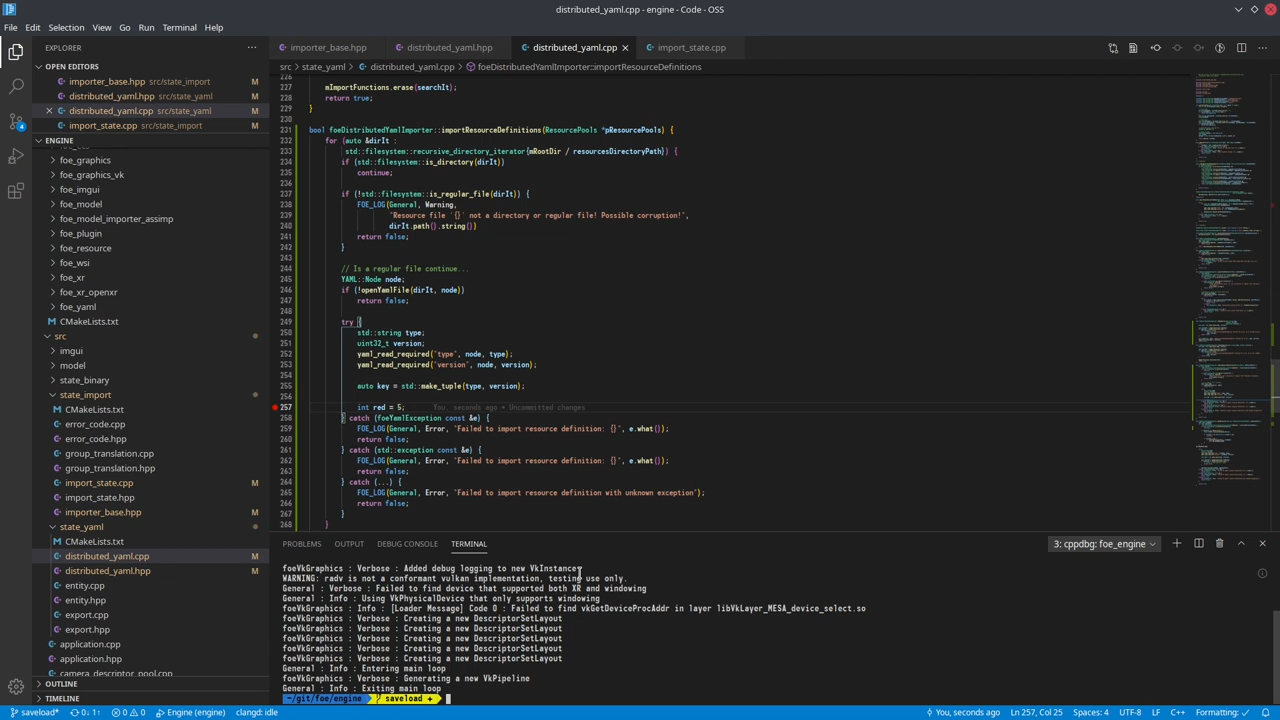 distributed_yaml.cpp - engine - Code - OSS
File Edit Selection View Go Run Terminal Help
EXPLORER
OPEN EDITORS
importer_base.hpp src/state_import M
distributed_yaml.hpp src/state_yaml M
distributed_yaml.cpp src/state_yaml M
import_state.cpp src/state_import M
ENGINE
foe_graphics
foe_graphics_vk
foe_imgui
foe_model
foe_model_importer_assimp
foe_plugin
foe_resource
foe_wsi
foe_xr
foe_xr_openxr
foe_yaml
CMakeLists.txt
src
imgui
model
state_binary
state_import
CMakeLists.txt
error_code.cpp
error_code.hpp
group_translation.cpp
group_translation.hpp
import_state.cpp M
import_state.hpp
importer_base.hpp M
state_yaml
CMakeLists.txt
distributed_yaml.cpp M
distributed_yaml.hpp M
entity.cpp
entity.hpp
export.cpp
export.hpp
application.cpp
application.hpp
camera_descriptor_pool.cpp
OUTLINE
TIMELINE
importer_base.hpp distributed_yaml.hpp distributed_yaml.cpp import_state.cpp
src > state_yaml > distributed_yaml.cpp > foeDistributedYamlImporter::importResourceDefinitions
226
227 mImportFunctions.erase(searchIt);
228 return true;
229 }
230
231 bool foeDistributedYamlImporter::importResourceDefinitions(ResourcePools *pResourcePools) {
232 for (auto &dirIt :
233 std::filesystem::recursive_directory_iterator{mRootDir / resourcesDirectoryPath}) {
234 if (std::filesystem::is_directory(dirIt))
235 continue;
236
237 if (!std::filesystem::is_regular_file(dirIt)) {
238 FOE_LOG(General, Warning,
239 "Resource file `{}` not a directory or regular file! Possible corruption!",
240 dirIt.path().string())
241 return false;
242 }
243
244 // Is a regular file continue...
245 YAML::Node node;
246 if (!openYamlFile(dirIt, node))
247 return false;
248
249 try {
250 std::string type;
251 uint32_t version;
252 yaml_read_required("type", node, type);
253 yaml_read_required("version", node, version);
254
255 auto key = std::make_tuple(type, version);
256
257 int red = 5; You, seconds ago • Uncommitted changes
258 } catch (foeYamlException const &e) {
259 FOE_LOG(General, Error, "Failed to import resource definition: {}", e.what());
260 return false;
261 } catch (std::exception const &e) {
262 FOE_LOG(General, Error, "Failed to import resource definition: {}", e.what());
263 return false;
264 } catch (...) {
265 FOE_LOG(General, Error, "Failed to import resource definition with unknown exception");
266 return false;
267 }
268 }
PROBLEMS OUTPUT DEBUG CONSOLE TERMINAL 3: cppdbg: foe_engine
foeVkGraphics : Verbose : Added debug logging to new VkInstance
WARNING: radv is not a conformant vulkan implementation, testing use only.
General : Verbose : Failed to find device that supported both XR and windowing
General : Info : Using VkPhysicalDevice that only supports windowing
foeVkGraphics : Info : [Loader Message] Code 0 : Failed to find vkGetDeviceProcAddr in layer libVkLayer_MESA_device_select.so
foeVkGraphics : Verbose : Creating a new DescriptorSetLayout
foeVkGraphics : Verbose : Creating a new DescriptorSetLayout
foeVkGraphics : Verbose : Creating a new DescriptorSetLayout
foeVkGraphics : Verbose : Creating a new DescriptorSetLayout
foeVkGraphics : Verbose : Creating a new DescriptorSetLayout
General : Info : Entering main loop
foeVkGraphics : Verbose : Generating a new VkPipeline
General : Info : Exiting main loop
~/git/foe/engine saveload +
saveload* 0↓ 1↑ 0 0 Engine (engine) clangd: idle You, seconds ago Ln 257, Col 25 Spaces: 4 UTF-8 LF C++ Formatting: ✓